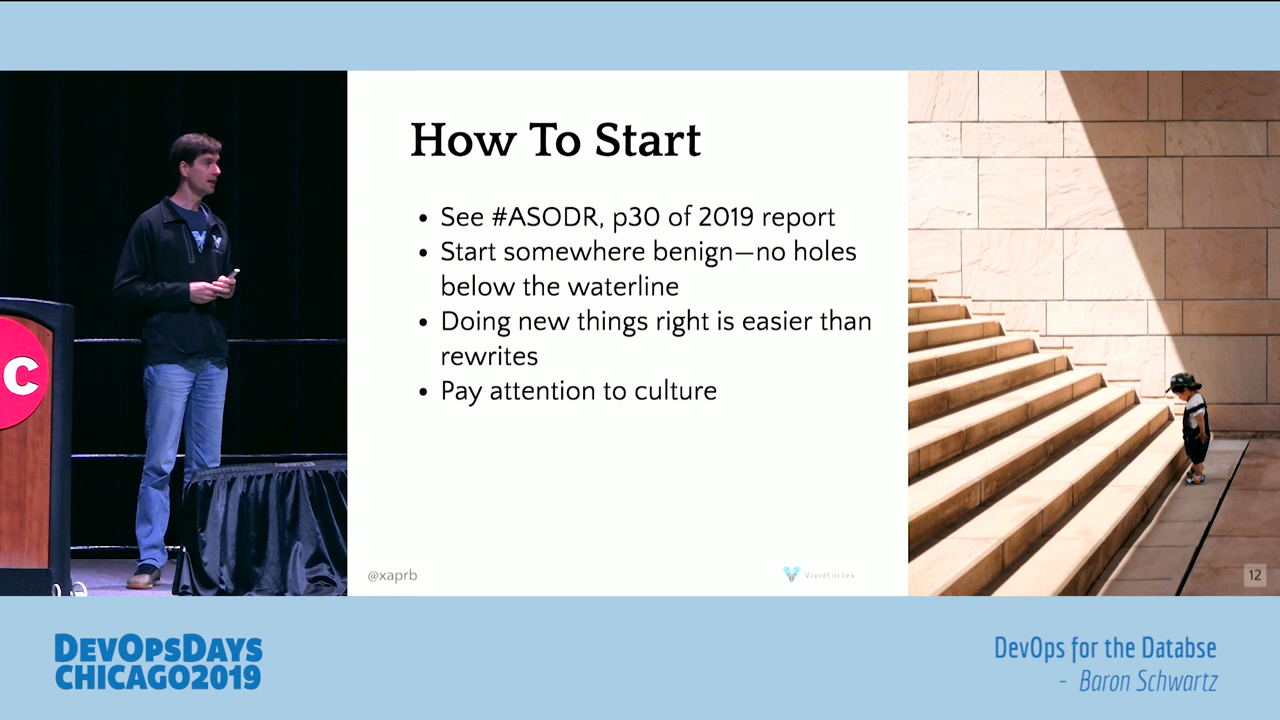 How To Start
• See #ASODR, p30 of 2019 report
• Start somewhere benign—no holes
below the waterline
• Doing new things right is easier than
rewrites
• Pay attention to culture
@xaprb
VividCortex
12
C
DEVOPSDAYS
CHICAGO2019
DevOps for the Databse
- Baron Schwartz